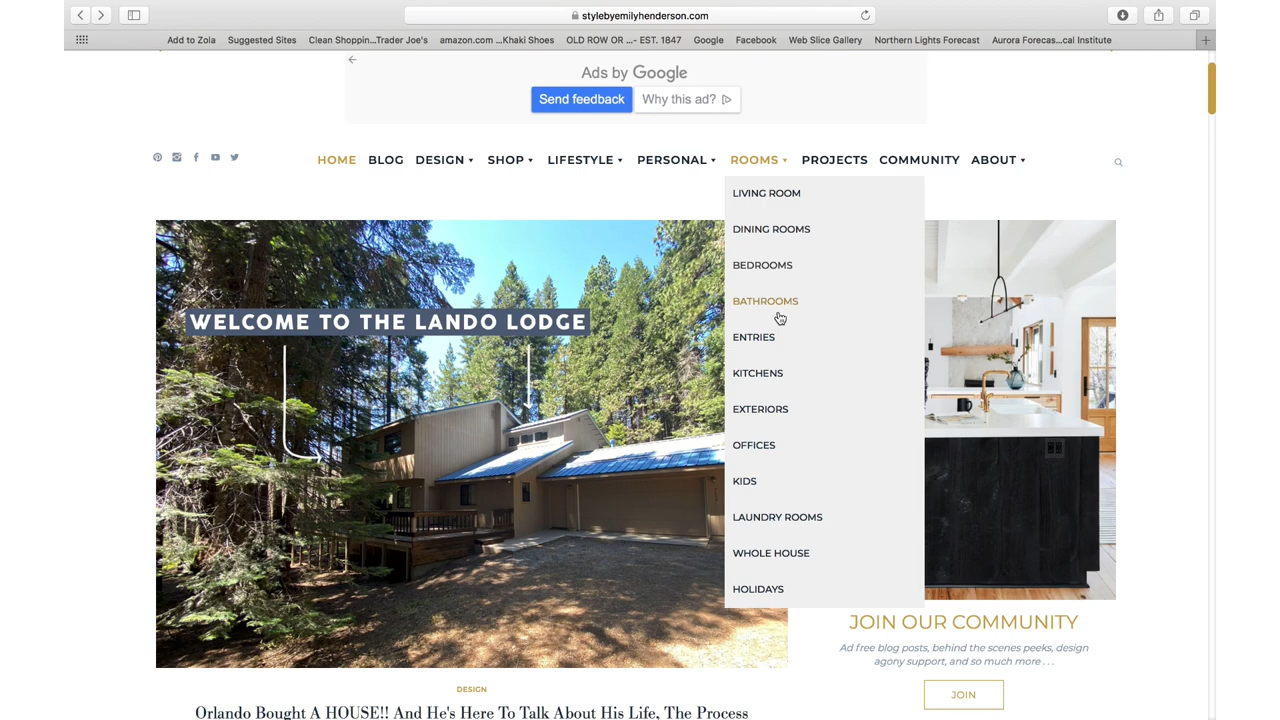 stylebyemilyhenderson.com
Add to Zola Suggested Sites Clean Shoppin...Trader Joe's amazon.com ...Khaki Shoes OLD ROW OR ...- EST. 1847 Google Facebook Web Slice Gallery Northern Lights Forecast Aurora Forecas...cal Institute
Ads by Google
Send feedback Why this ad?
HOME BLOG DESIGN SHOP LIFESTYLE PERSONAL ROOMS PROJECTS COMMUNITY ABOUT
LIVING ROOM
DINING ROOMS
BEDROOMS
BATHROOMS
ENTRIES
KITCHENS
EXTERIORS
OFFICES
KIDS
LAUNDRY ROOMS
WHOLE HOUSE
HOLIDAYS
WELCOME TO THE LANDO LODGE
DESIGN
Orlando Bought A HOUSE!! And He's Here To Talk About His Life, The Process
JOIN OUR COMMUNITY
Ad free blog posts, behind the scenes peeks, design
agony support, and so much more . . .
JOIN